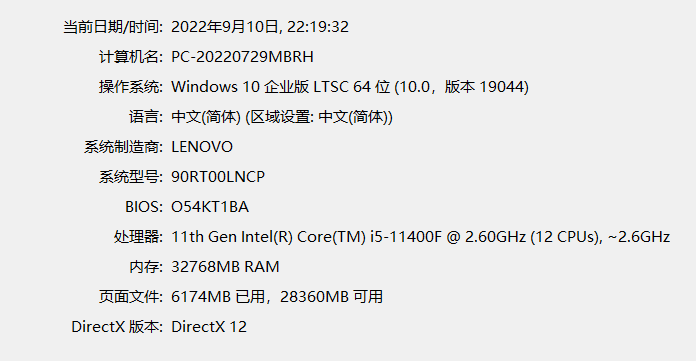 当前日期/时间: 2022年9月10日, 22:19:32
计算机名: PC-20220729MBRH
操作系统: Windows 10 企业版 LTSC 64 位 (10.0，版本 19044)
语言: 中文(简体) (区域设置: 中文(简体))
系统制造商: LENOVO
系统型号: 90RT00LNCP
BIOS: O54KT1BA
处理器: 11th Gen Intel(R) Core(TM) i5-11400F @ 2.60GHz (12 CPUs), ~2.6GHz
内存: 32768MB RAM
页面文件: 6174MB 已用，28360MB 可用
DirectX 版本: DirectX 12